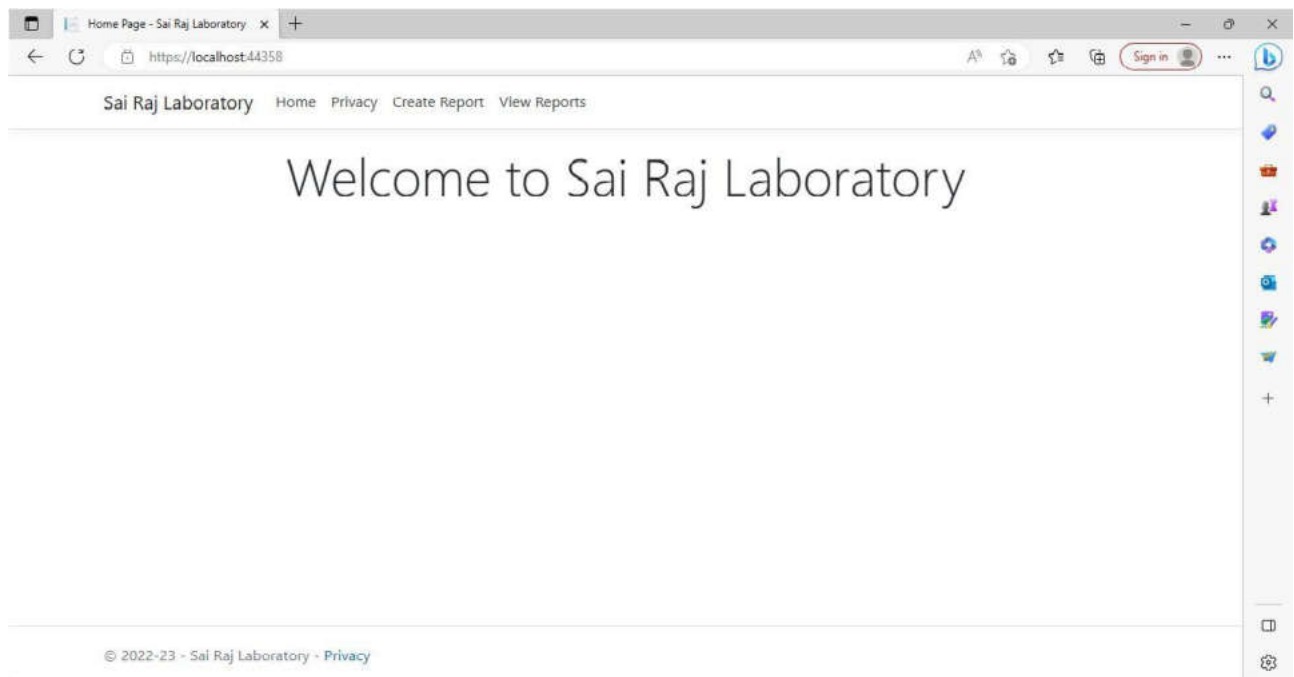 Home Page - Sai Raj Laboratory
https://localhost:44358
Sign in
Sai Raj Laboratory Home Privacy Create Report View Reports
Welcome to Sai Raj Laboratory
© 2022-23 - Sai Raj Laboratory - Privacy